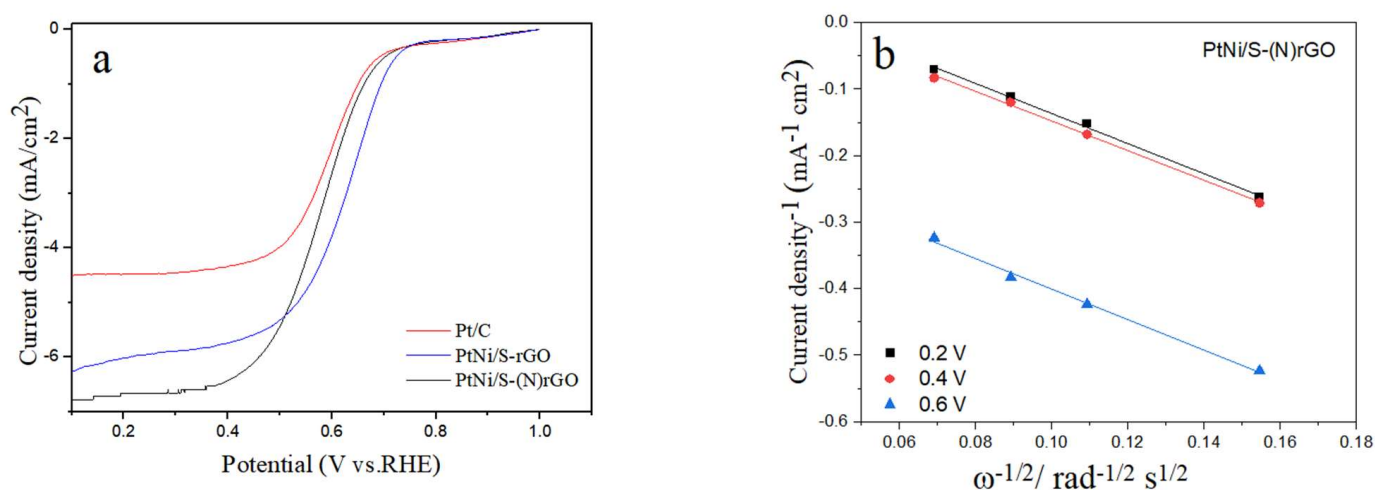 a
0
-2
-4
-6
Current density (mA/cm²)
Pt/C
PtNi/S-rGO
PtNi/S-(N)rGO
0.2
0.4
0.6
0.8
1.0
Potential (V vs.RHE)
b
PtNi/S-(N)rGO
0.0
-0.1
-0.2
-0.3
-0.4
-0.5
-0.6
Current density⁻¹ (mA⁻¹ cm²)
0.2 V
0.4 V
0.6 V
0.06
0.08
0.10
0.12
0.14
0.16
0.18
ω⁻¹/²/ rad⁻¹/² s¹/²